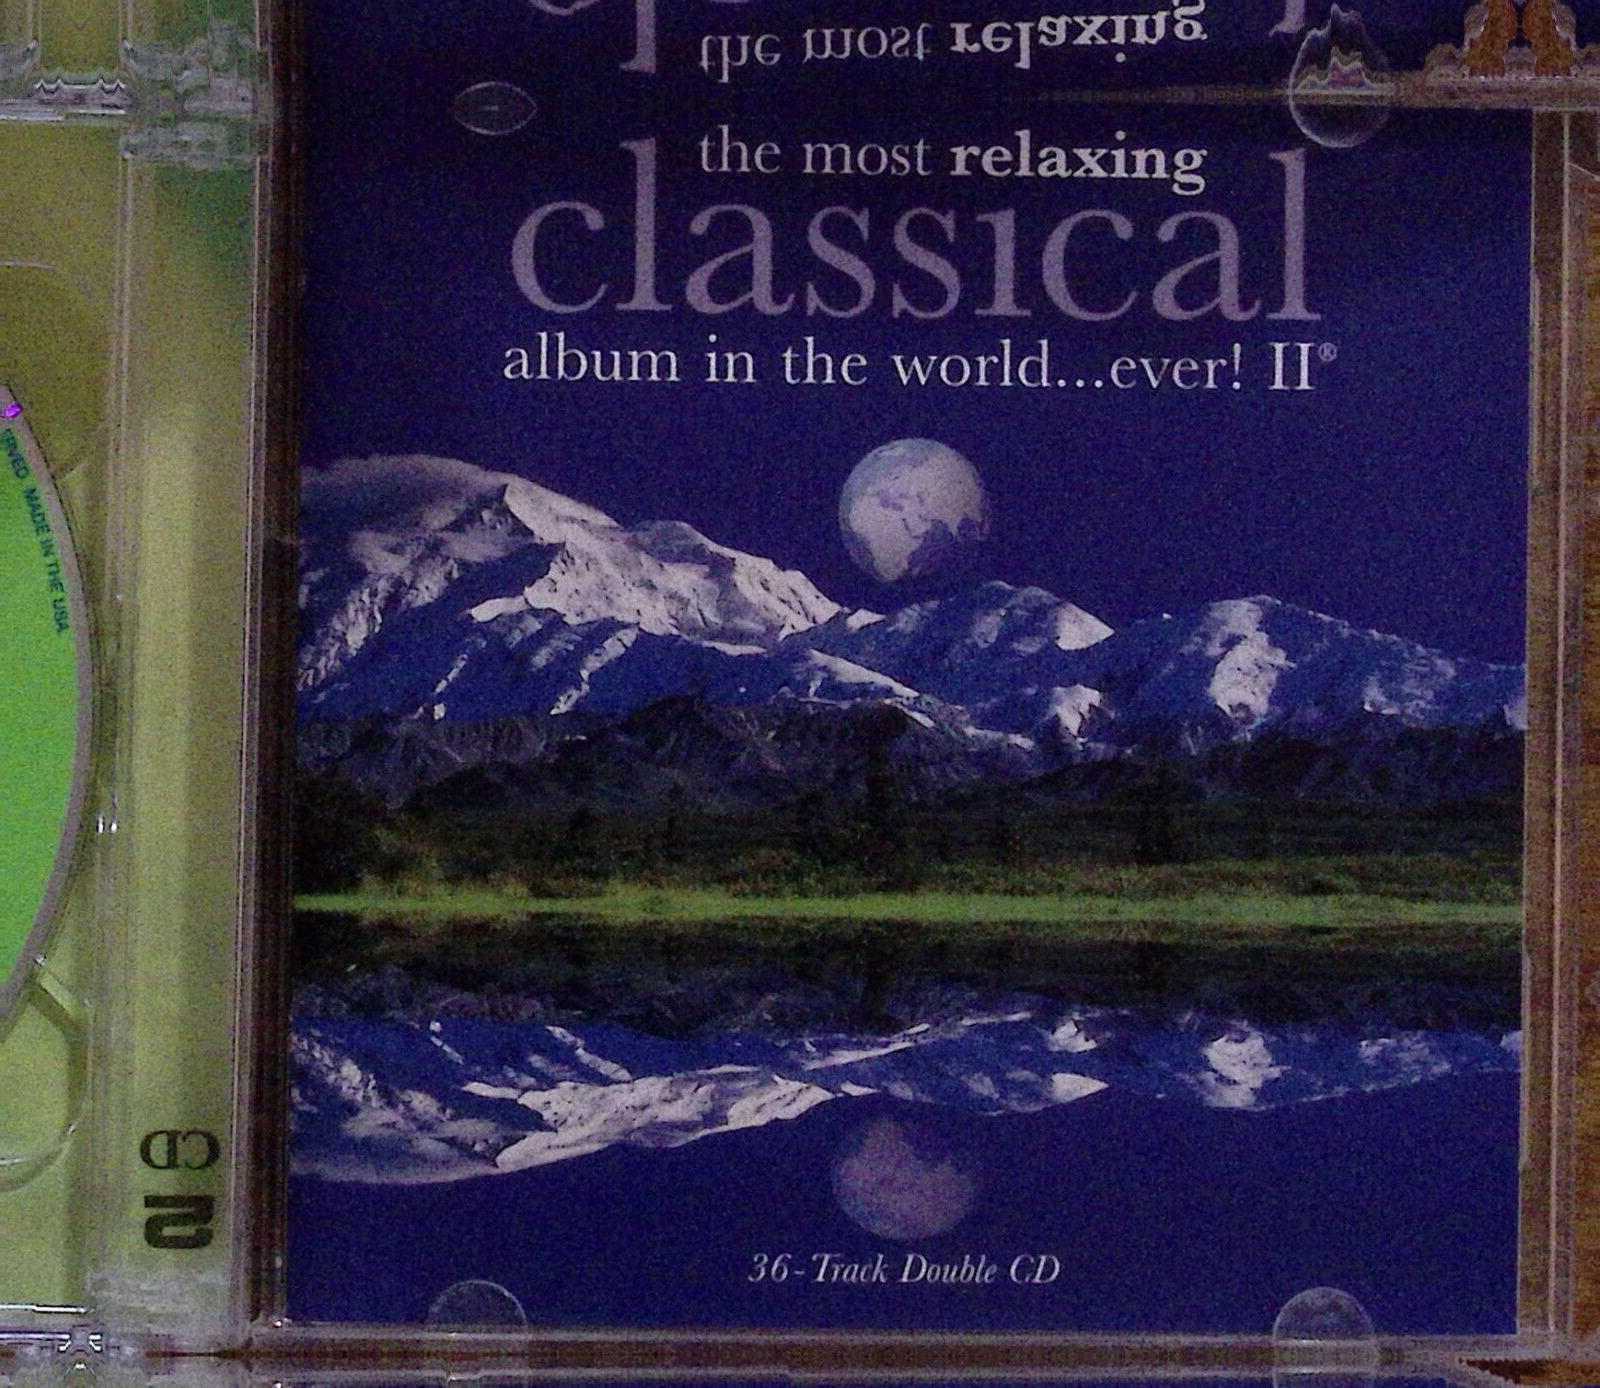 the most relaxing
the most relaxing
classical
album in the world...ever! II®
36-Track Double CD
MADE IN THE USA
2 CD